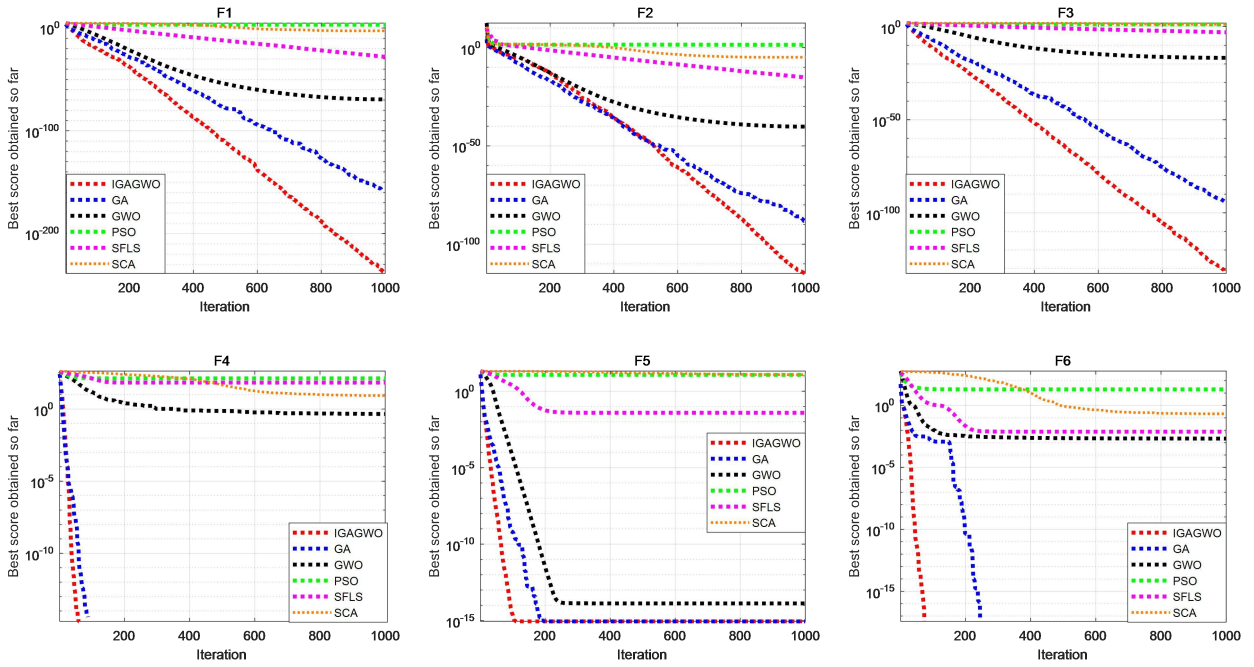 F1
Best score obtained so far
10^0
10^-100
10^-200
IGAGWO
GA
GWO
PSO
SFLS
SCA
200 400 600 800 1000
Iteration
F2
Best score obtained so far
10^0
10^-50
10^-100
IGAGWO
GA
GWO
PSO
SFLS
SCA
200 400 600 800 1000
Iteration
F3
Best score obtained so far
10^0
10^-50
10^-100
IGAGWO
GA
GWO
PSO
SFLS
SCA
200 400 600 800 1000
Iteration
F4
Best score obtained so far
10^0
10^-5
10^-10
IGAGWO
GA
GWO
PSO
SFLS
SCA
200 400 600 800 1000
Iteration
F5
Best score obtained so far
10^0
10^-5
10^-10
10^-15
IGAGWO
GA
GWO
PSO
SFLS
SCA
200 400 600 800 1000
Iteration
F6
Best score obtained so far
10^0
10^-5
10^-10
10^-15
IGAGWO
GA
GWO
PSO
SFLS
SCA
200 400 600 800 1000
Iteration